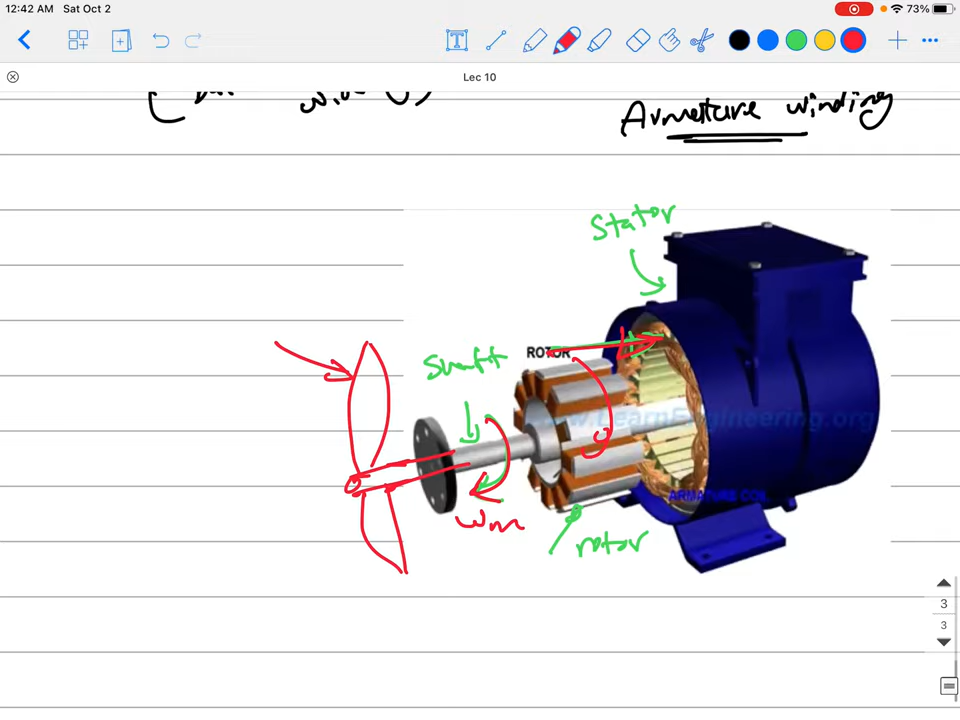 12:42 AM Sat Oct 2
73%
Lec 10
Armature winding
Stator
ROTOR
Shaft
www.LearnEngineering.org
ARMATURE COIL
ωm
rotor
3
3